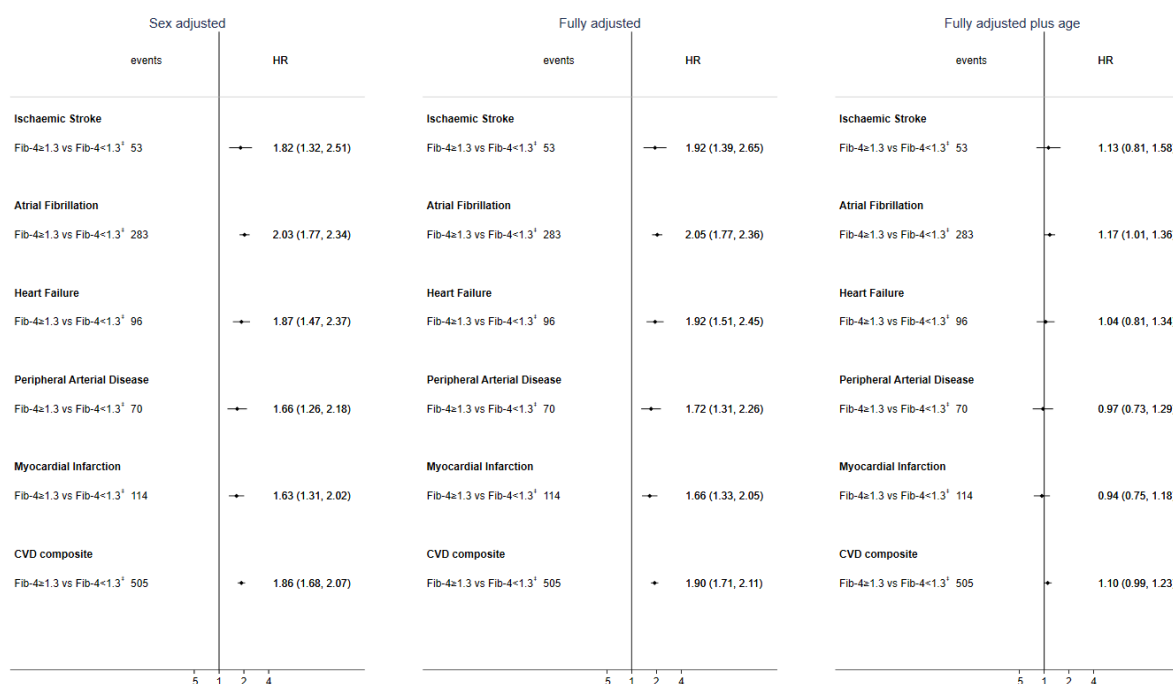 Sex adjusted
events HR
Ischaemic Stroke
Fib-4≥1.3 vs Fib-4<1.3‡ 53 1.82 (1.32, 2.51)
Atrial Fibrillation
Fib-4≥1.3 vs Fib-4<1.3‡ 283 2.03 (1.77, 2.34)
Heart Failure
Fib-4≥1.3 vs Fib-4<1.3‡ 96 1.87 (1.47, 2.37)
Peripheral Arterial Disease
Fib-4≥1.3 vs Fib-4<1.3‡ 70 1.66 (1.26, 2.18)
Myocardial Infarction
Fib-4≥1.3 vs Fib-4<1.3‡ 114 1.63 (1.31, 2.02)
CVD composite
Fib-4≥1.3 vs Fib-4<1.3‡ 505 1.86 (1.68, 2.07)
5 1 2 4
Fully adjusted
events HR
Ischaemic Stroke
Fib-4≥1.3 vs Fib-4<1.3‡ 53 1.92 (1.39, 2.65)
Atrial Fibrillation
Fib-4≥1.3 vs Fib-4<1.3‡ 283 2.05 (1.77, 2.36)
Heart Failure
Fib-4≥1.3 vs Fib-4<1.3‡ 96 1.92 (1.51, 2.45)
Peripheral Arterial Disease
Fib-4≥1.3 vs Fib-4<1.3‡ 70 1.72 (1.31, 2.26)
Myocardial Infarction
Fib-4≥1.3 vs Fib-4<1.3‡ 114 1.66 (1.33, 2.05)
CVD composite
Fib-4≥1.3 vs Fib-4<1.3‡ 505 1.90 (1.71, 2.11)
5 1 2 4
Fully adjusted plus age
events HR
Ischaemic Stroke
Fib-4≥1.3 vs Fib-4<1.3‡ 53 1.13 (0.81, 1.58
Atrial Fibrillation
Fib-4≥1.3 vs Fib-4<1.3‡ 283 1.17 (1.01, 1.36
Heart Failure
Fib-4≥1.3 vs Fib-4<1.3‡ 96 1.04 (0.81, 1.34
Peripheral Arterial Disease
Fib-4≥1.3 vs Fib-4<1.3‡ 70 0.97 (0.73, 1.29
Myocardial Infarction
Fib-4≥1.3 vs Fib-4<1.3‡ 114 0.94 (0.75, 1.18
CVD composite
Fib-4≥1.3 vs Fib-4<1.3‡ 505 1.10 (0.99, 1.23
5 1 2 4